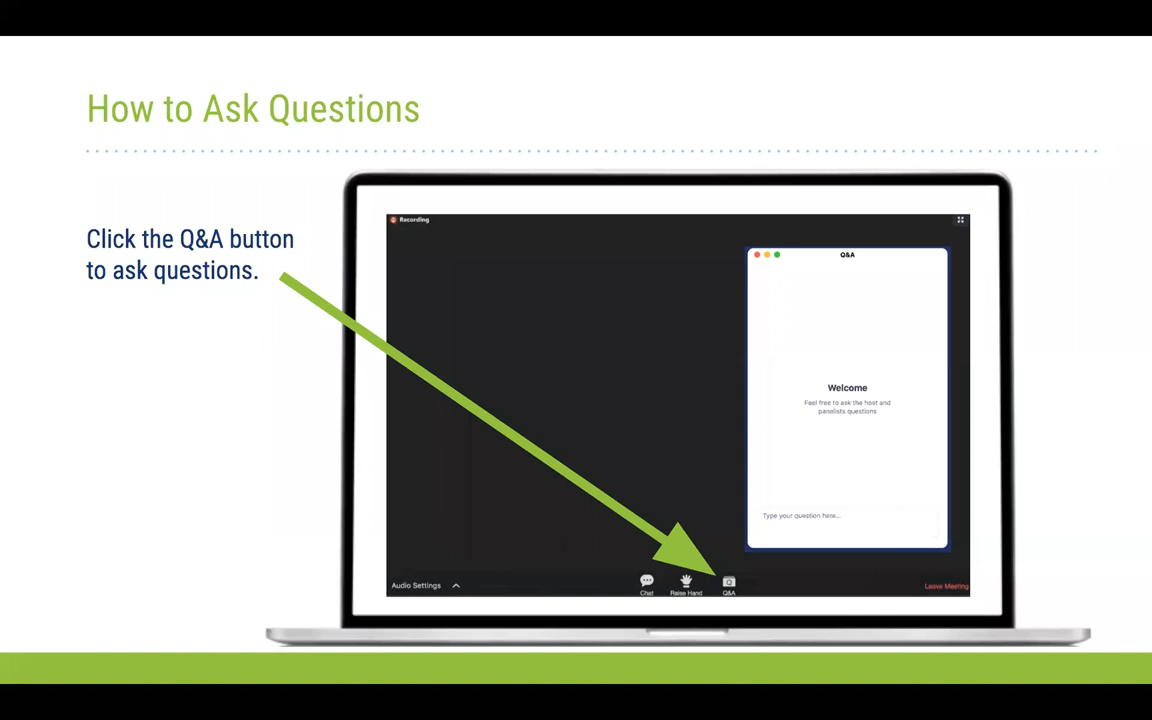 How to Ask Questions
Click the Q&A button
to ask questions.
Recording
Q&A
Welcome
Feel free to ask the host and
panelists questions
Type your question here...
Audio Settings
Chat
Raise Hand
Q&A
Leave Meeting